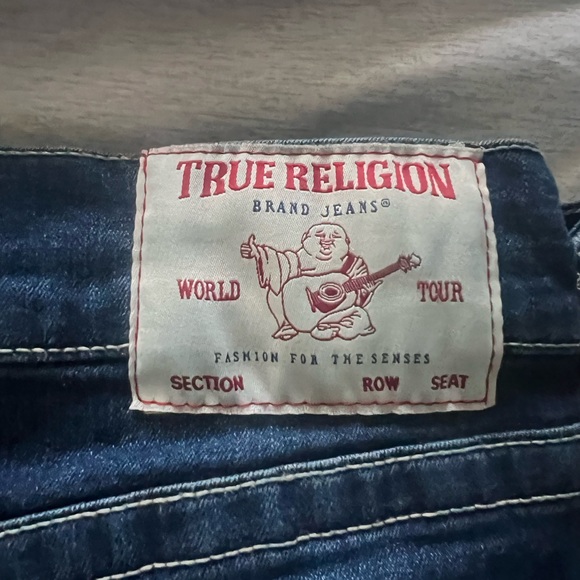 TRUE RELIGION
BRAND JEANS®
WORLD TOUR
FASHION FOR THE SENSES
SECTION ROW SEAT